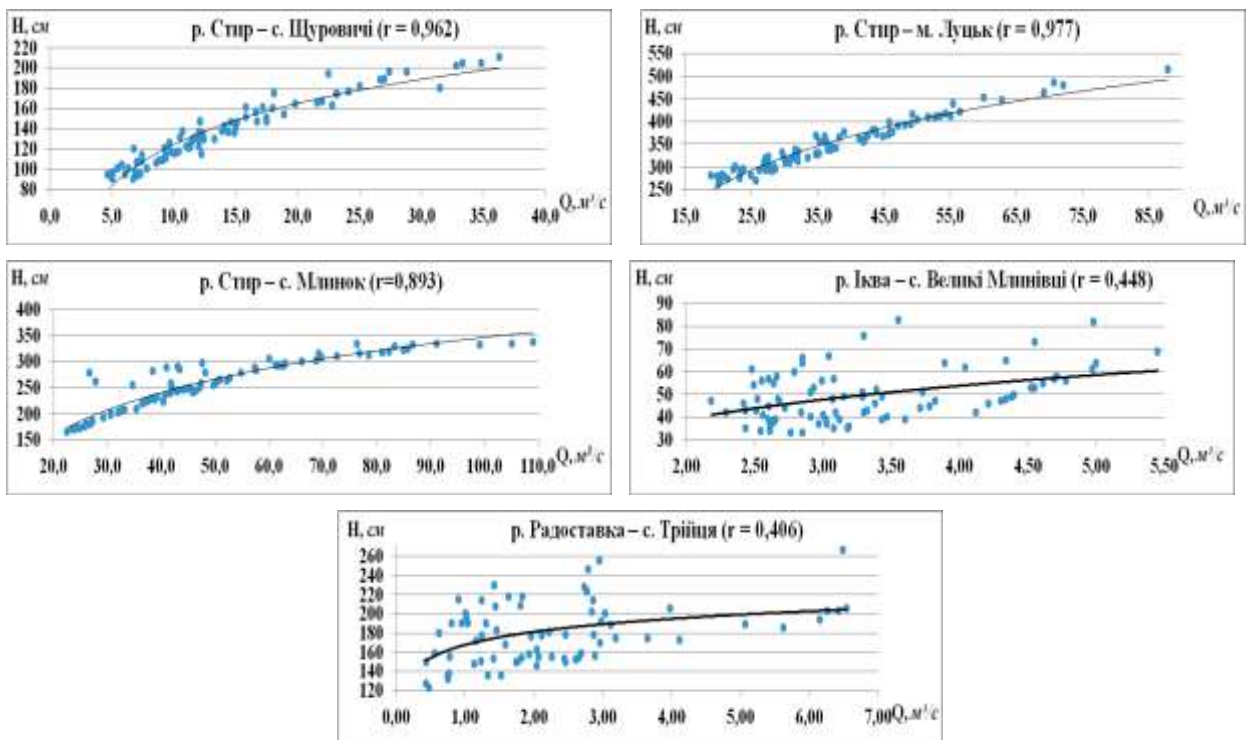 Н, см
р. Стир – с. Щуровичі (r = 0,962)
220
200
180
160
140
120
100
80
0,0 5,0 10,0 15,0 20,0 25,0 30,0 35,0 40,0
Q, м³/с
Н, см
р. Стир – м. Луцьк (r = 0,977)
550
500
450
400
350
300
250
15,0 25,0 35,0 45,0 55,0 65,0 75,0 85,0
Q, м³/с
Н, см
р. Стир – с. Млинок (r=0,893)
400
350
300
250
200
150
20,0 30,0 40,0 50,0 60,0 70,0 80,0 90,0 100,0 110,0
Q, м³/с
Н, см
р. Іква – с. Великі Млинівці (r = 0,448)
90
80
70
60
50
40
30
2,00 2,50 3,00 3,50 4,00 4,50 5,00 5,50
Q, м³/с
Н, см
р. Радоставка – с. Трійця (r = 0,406)
260
240
220
200
180
160
140
120
0,00 1,00 2,00 3,00 4,00 5,00 6,00 7,00
Q, м³/с